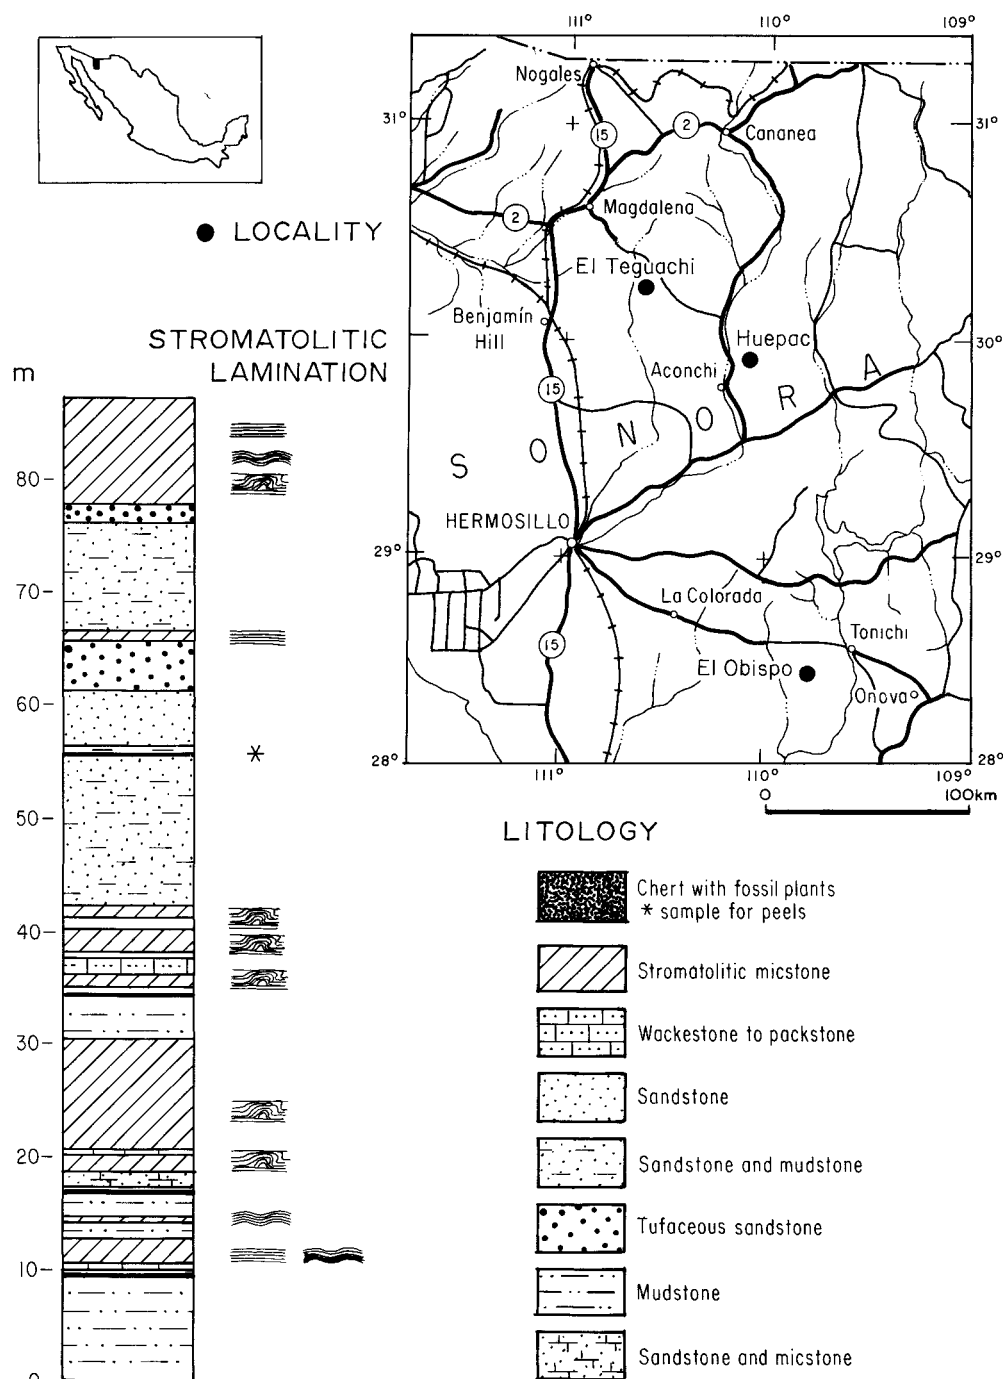 111°
110°
109°
Nogales
31°
31°
15
2
Cananea
2
Magdalena
● LOCALITY
El Teguachi
Benjamín
Hill
30°
Huepac
Aconchi
15
S O N O R A
HERMOSILLO
29°
29°
La Colorada
15
Tonichi
El Obispo
Onova
28°
28°
111°
110°
109°
0
100km
STROMATOLITIC
LAMINATION
m
80-
70-
60-
*
50-
40-
30-
20-
10-
0
LITOLOGY
Chert with fossil plants
* sample for peels
Stromatolitic micstone
Wackestone to packstone
Sandstone
Sandstone and mudstone
Tufaceous sandstone
Mudstone
Sandstone and micstone